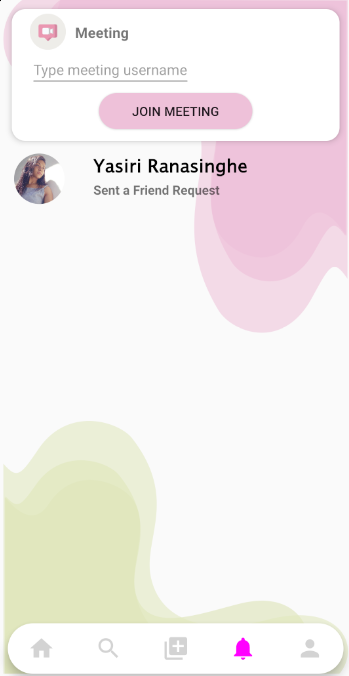 Meeting
Type meeting username
JOIN MEETING
Yasiri Ranasinghe
Sent a Friend Request